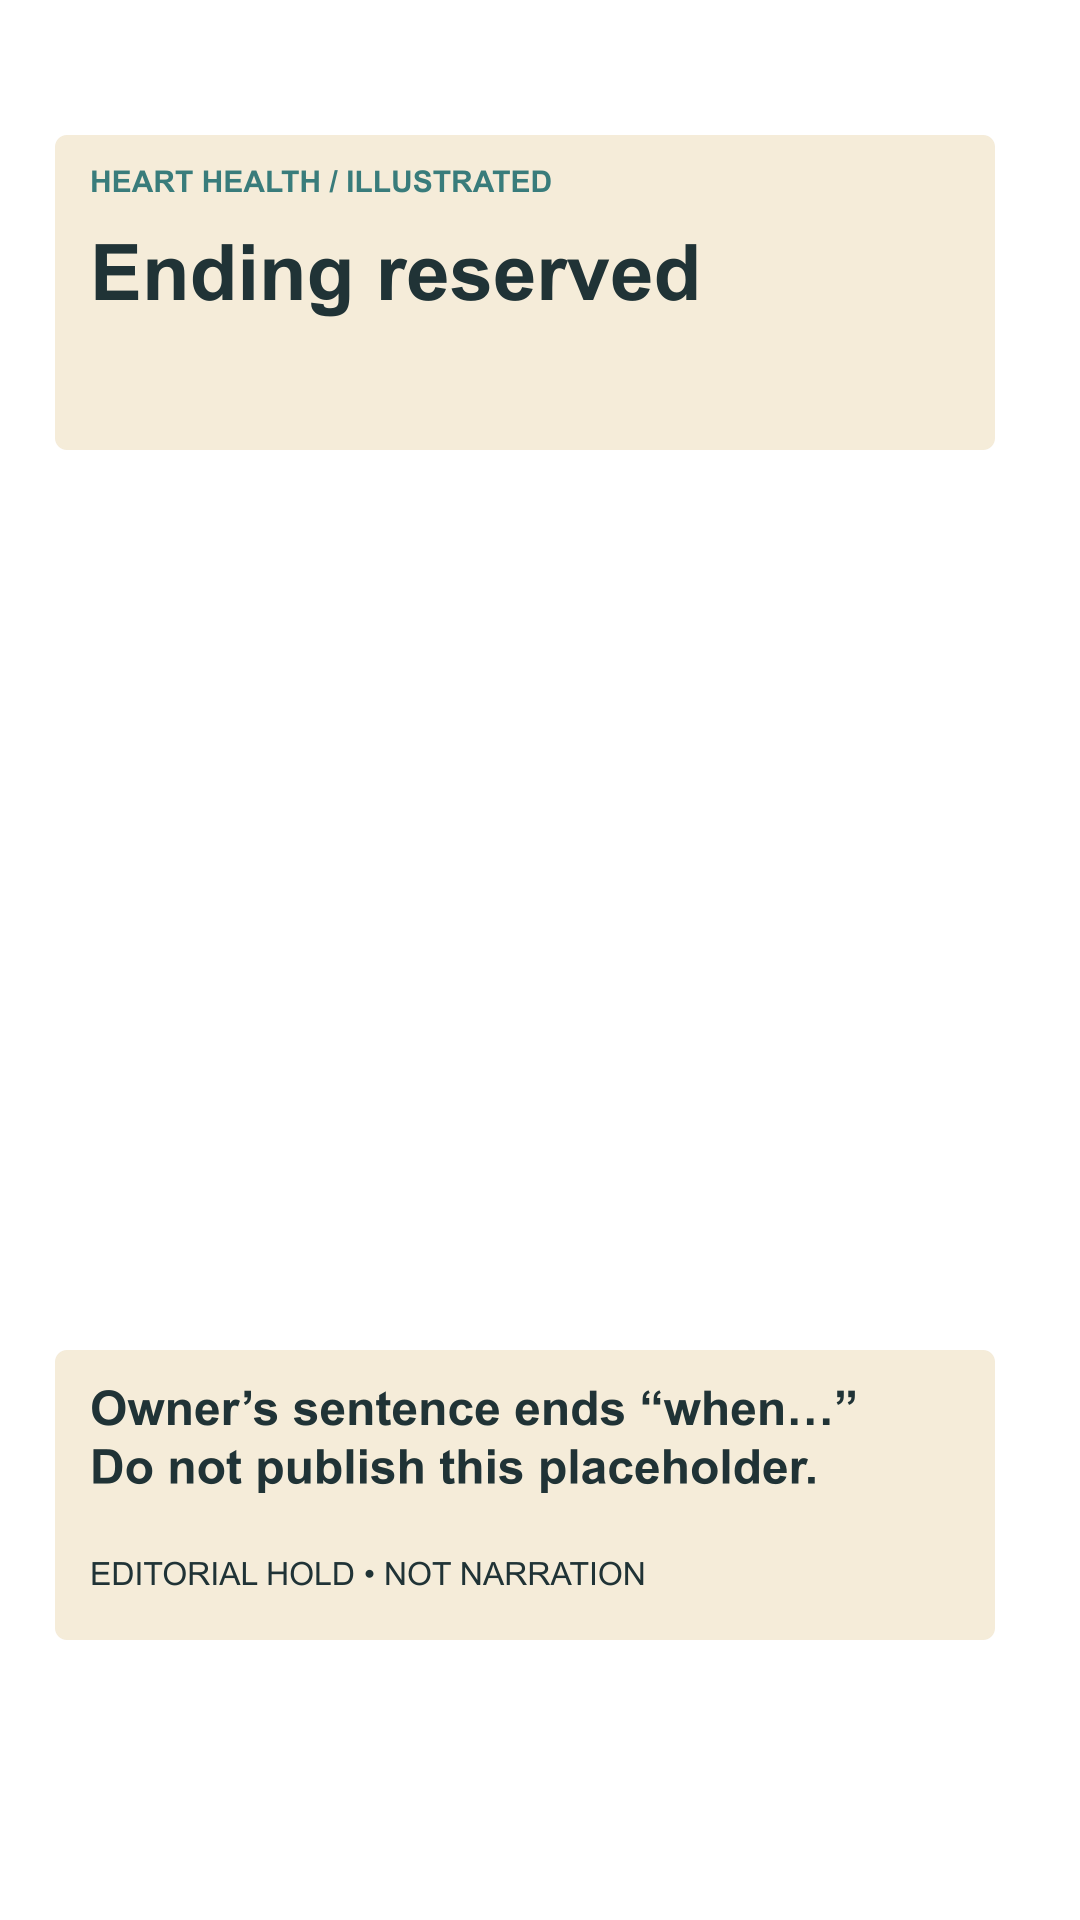 HEART HEALTH / ILLUSTRATED
Ending reserved
Owner’s sentence ends “when…”
Do not publish this placeholder.
EDITORIAL HOLD • NOT NARRATION